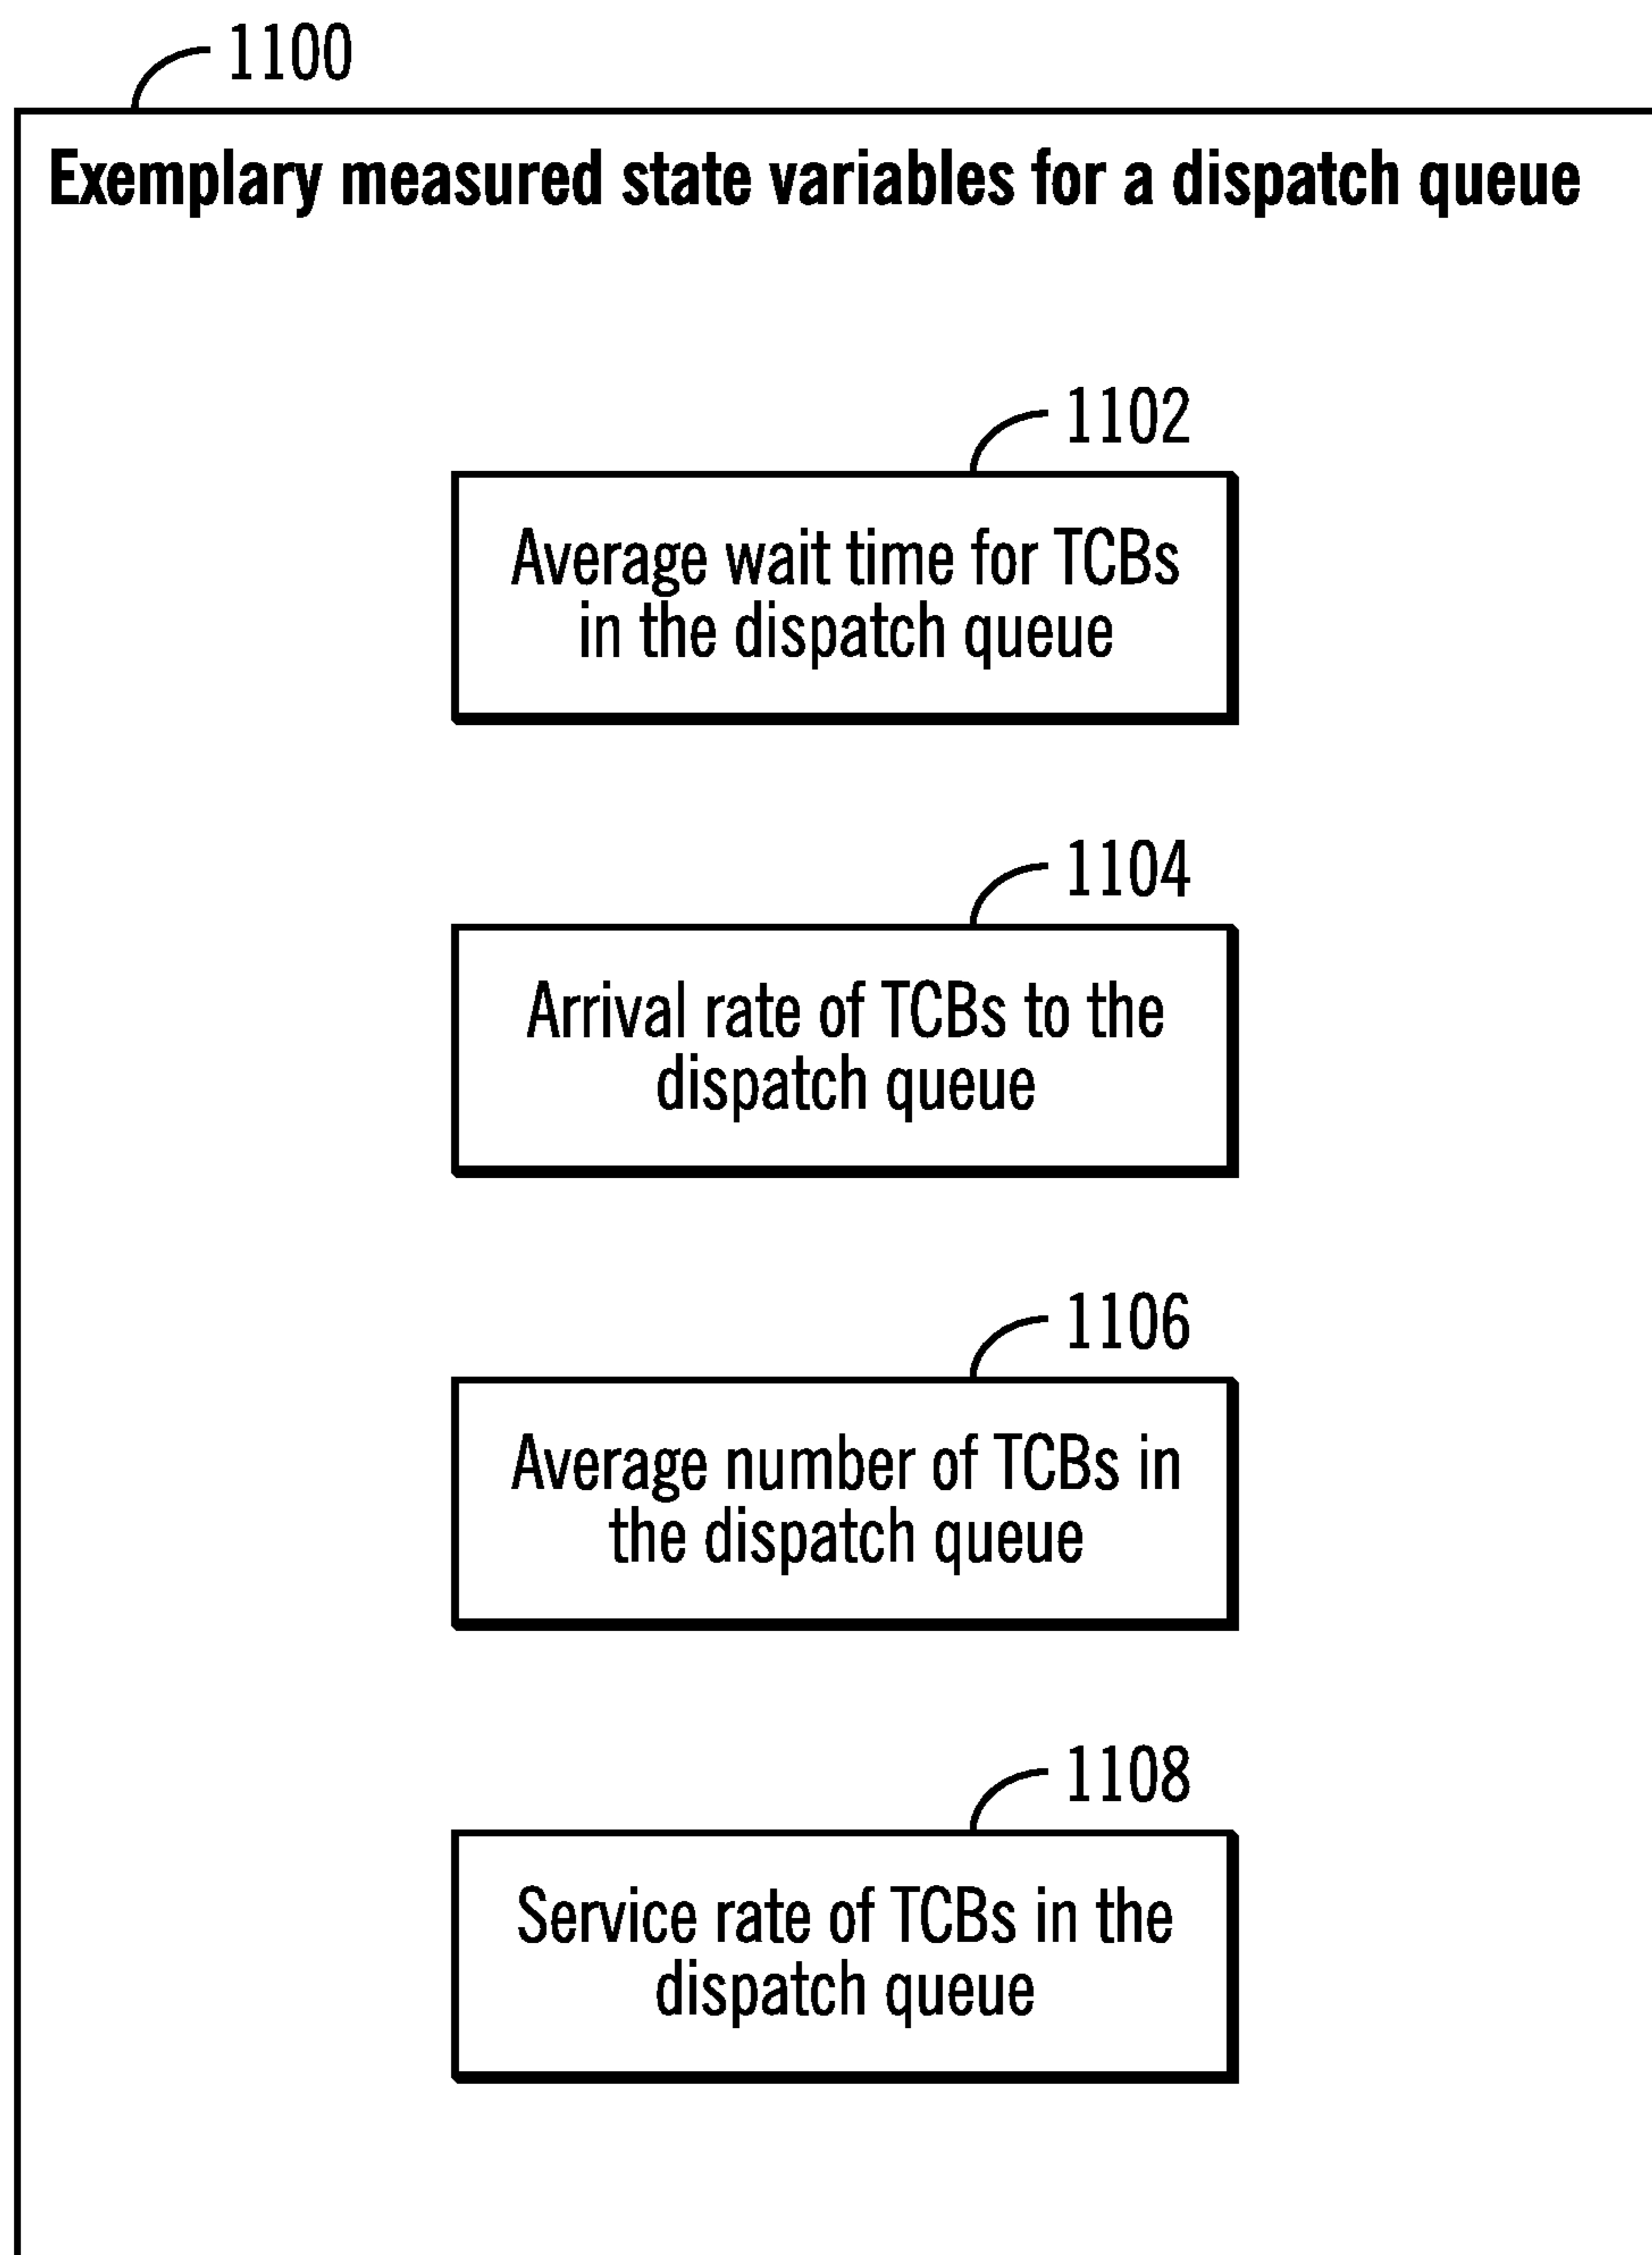 1100
Exemplary measured state variables for a dispatch queue
1102
Average wait time for TCBs
in the dispatch queue
1104
Arrival rate of TCBs to the
dispatch queue
1106
Average number of TCBs in
the dispatch queue
1108
Service rate of TCBs in the
dispatch queue